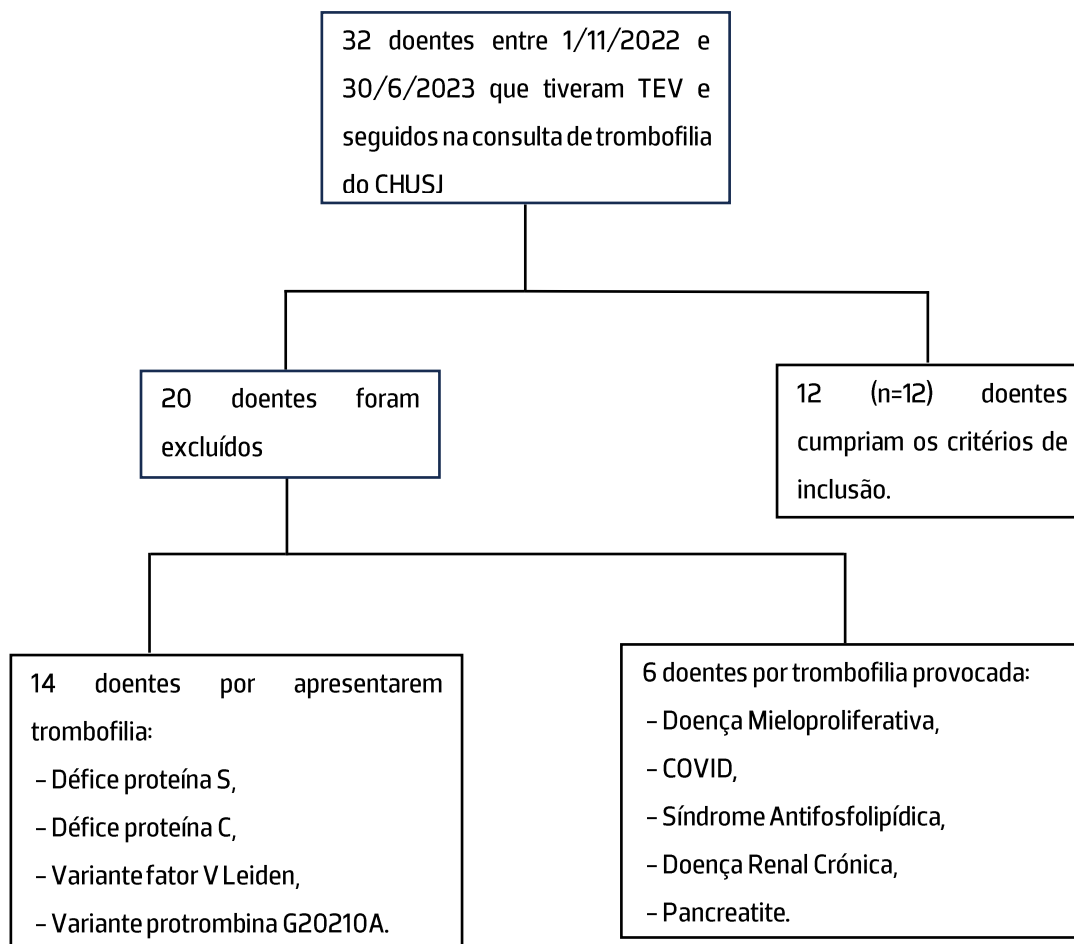 32 doentes entre 1/11/2022 e
30/6/2023 que tiveram TEV e
seguidos na consulta de trombofilia
do CHUSJ
20 doentes foram
excluídos
12 (n=12) doentes
cumpriam os critérios de
inclusão.
14 doentes por apresentarem
trombofilia:
– Défice proteína S,
– Défice proteína C,
– Variante fator V Leiden,
– Variante protrombina G20210A.
6 doentes por trombofilia provocada:
– Doença Mieloproliferativa,
– COVID,
– Síndrome Antifosfolipídica,
– Doença Renal Crónica,
– Pancreatite.